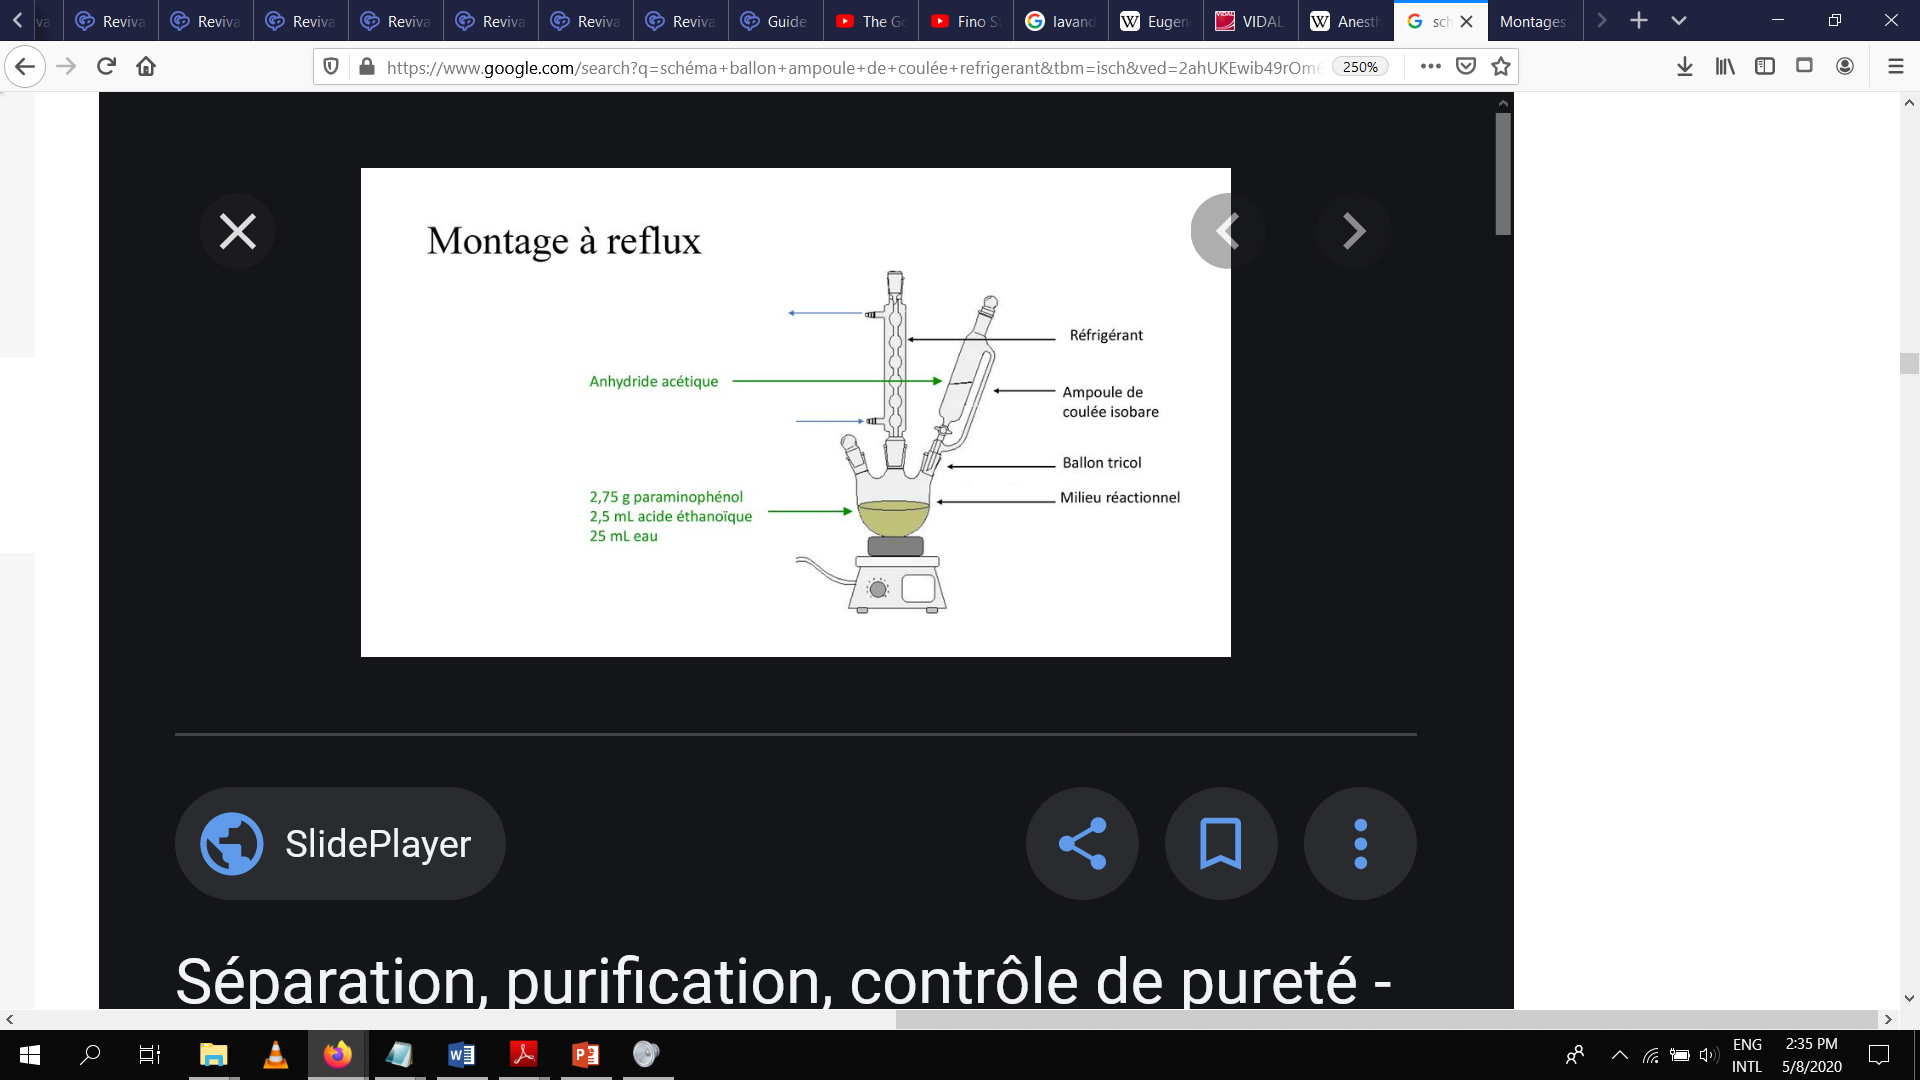 Reviva
Reviva
Reviva
Reviva
Reviva
Reviva
Reviva
Guide
The Go
Fino S
lavand
Eugen
VIDAL
Anesth
sch
Montages
https://www.google.com/search?q=schéma+ballon+ampoule+de+coulée+refrigerant&tbm=isch&ved=2ahUKEwib49rOm
250%
Montage à reflux
Réfrigérant
Anhydride acétique
Ampoule de
coulée isobare
Ballon tricol
2,75 g paraminophénol
Milieu réactionnel
2,5 mL acide éthanoïque
25 mL eau
SlidePlayer
Séparation, purification, contrôle de pureté -
ENG
INTL
2:35 PM
5/8/2020